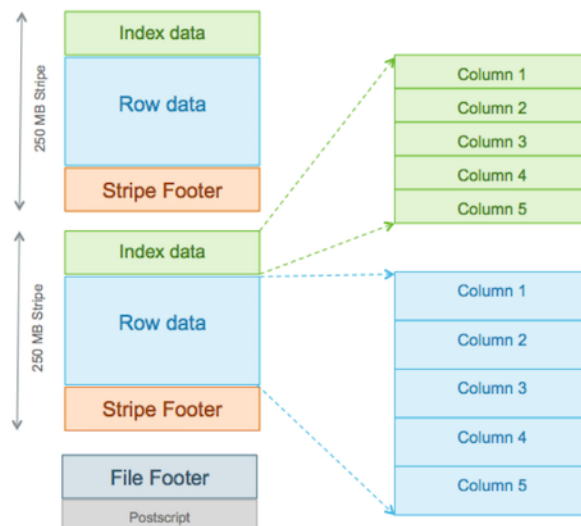 250 MB Stripe
Index data
Row data
Stripe Footer
250 MB Stripe
Index data
Row data
Stripe Footer
File Footer
Postscript
Column 1
Column 2
Column 3
Column 4
Column 5
Column 1
Column 2
Column 3
Column 4
Column 5